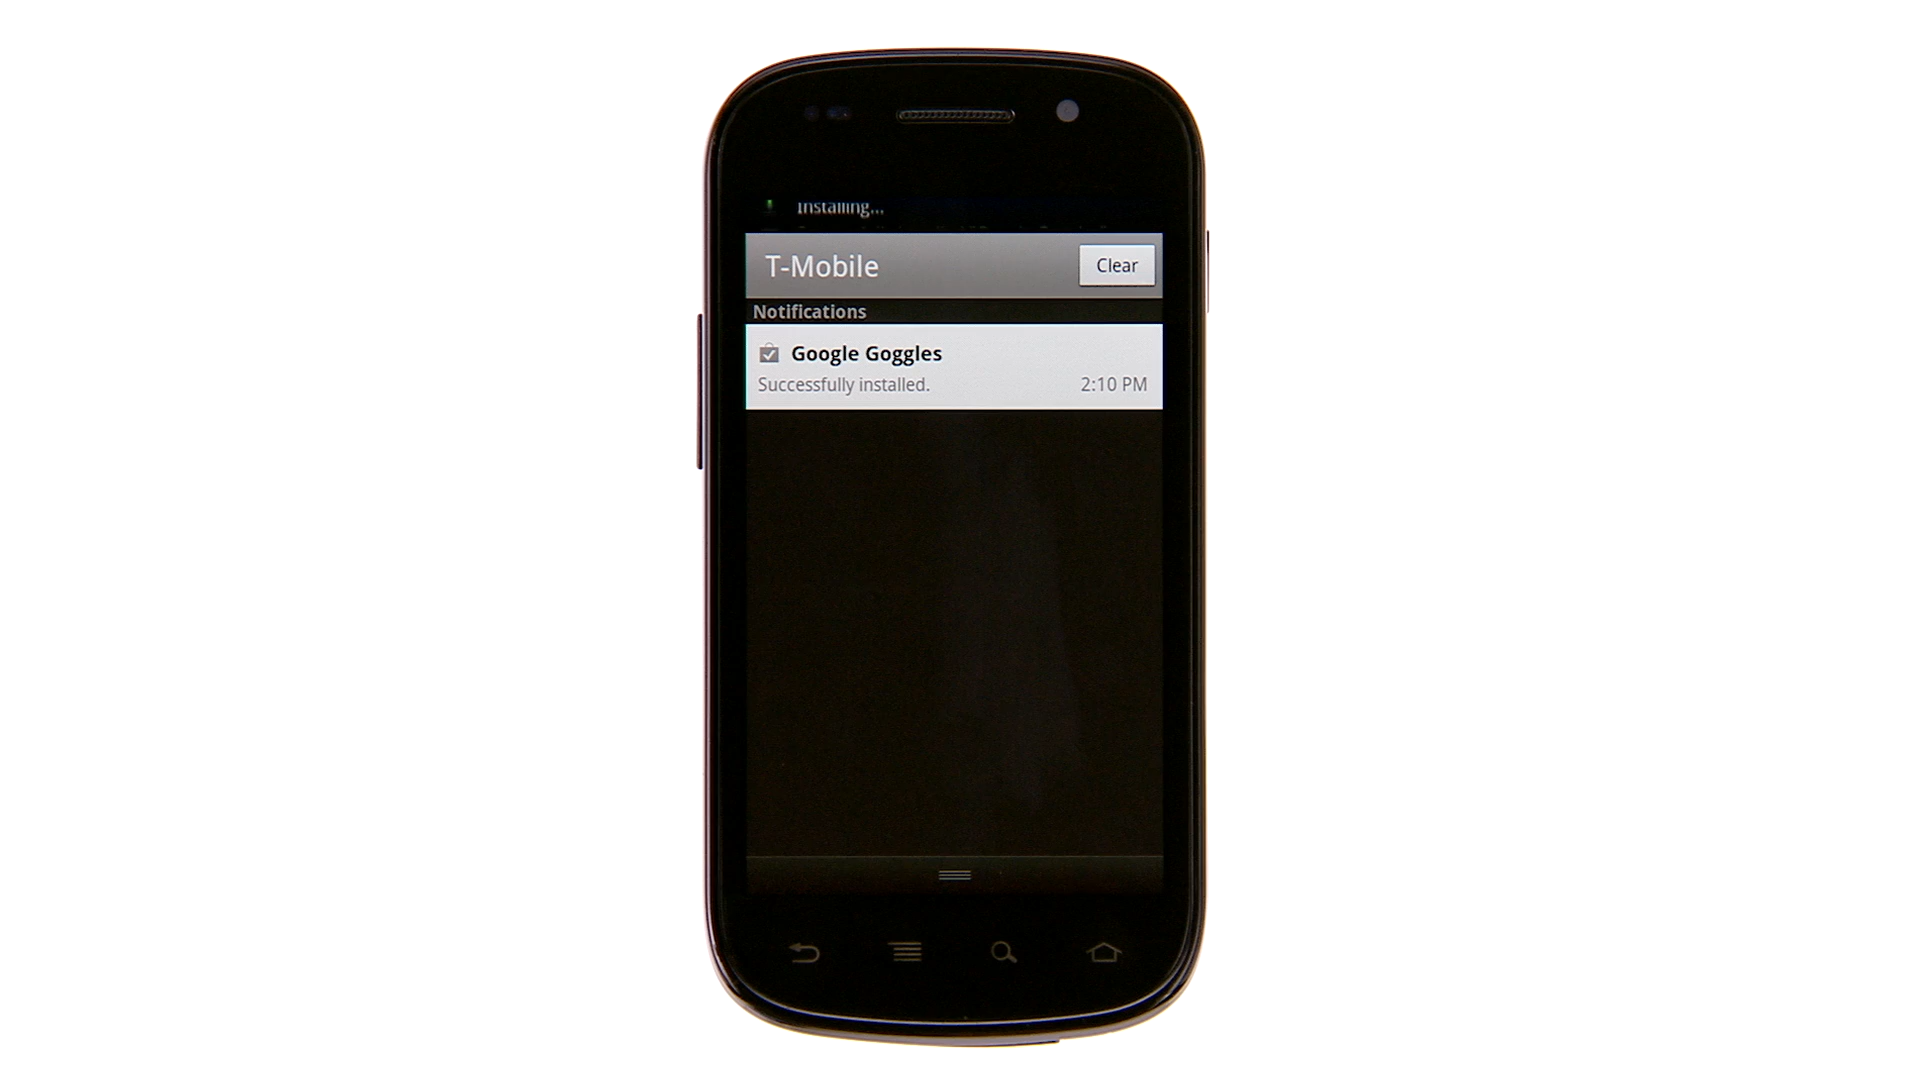 Installing...
T-Mobile
Clear
Notifications
Google Goggles
Successfully installed.
2:10 PM